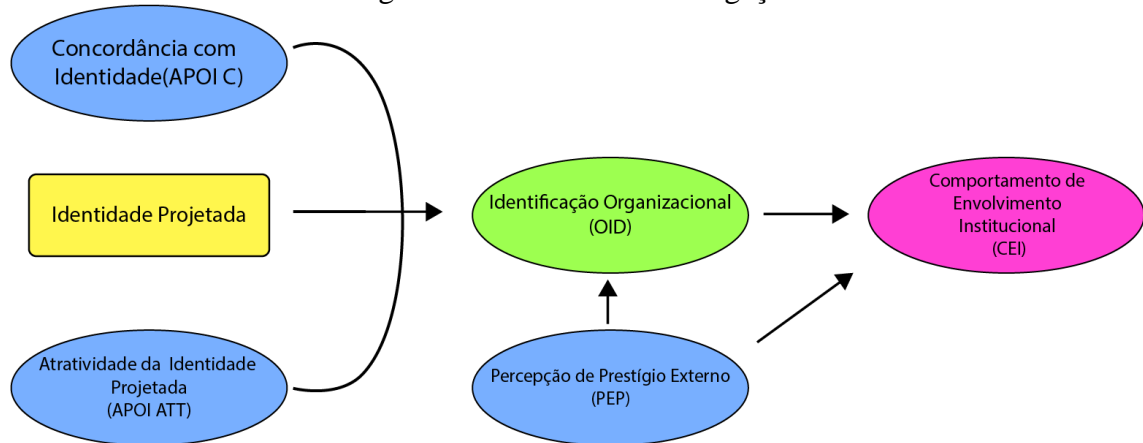 Concordância com
Identidade(APOI C)
Identidade Projetada
Atratividade da Identidade
Projetada
(APOI ATT)
Identificação Organizacional
(OID)
Percepção de Prestígio Externo
(PEP)
Comportamento de
Envolvimento
Institucional
(CEI)